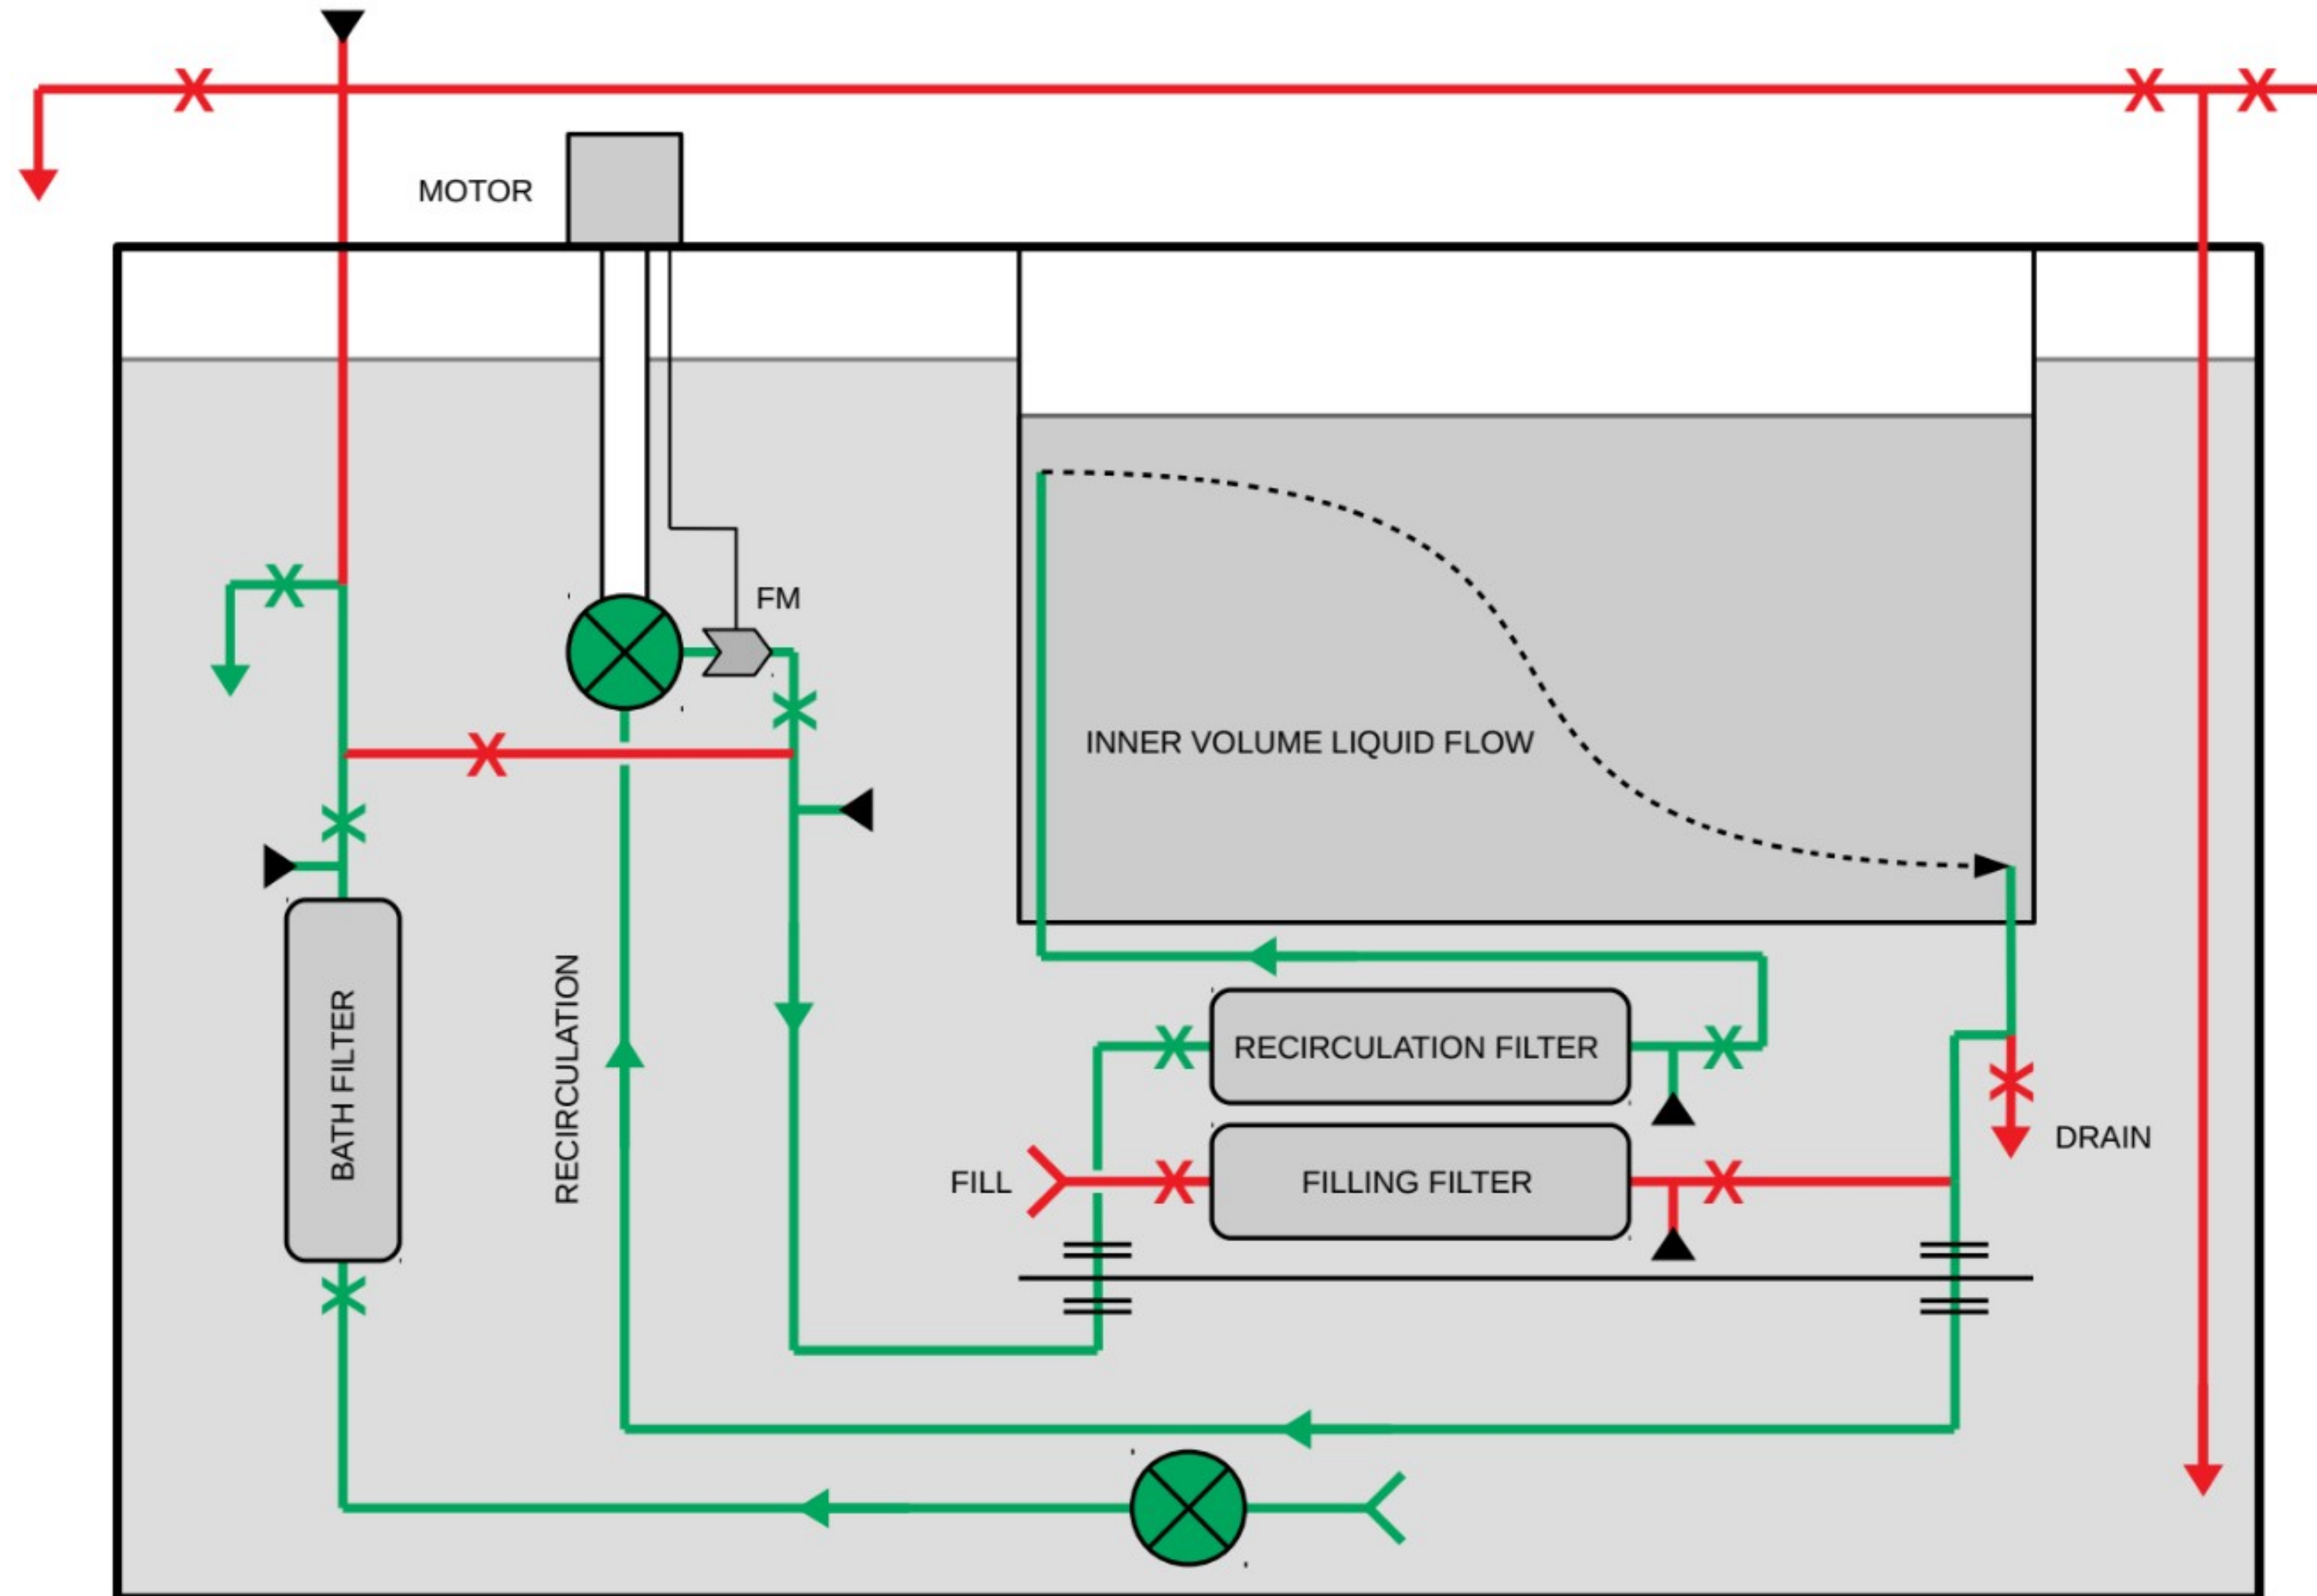 MOTOR
FM
INNER VOLUME LIQUID FLOW
BATH FILTER
RECIRCULATION
RECIRCULATION FILTER
DRAIN
FILL
FILLING FILTER